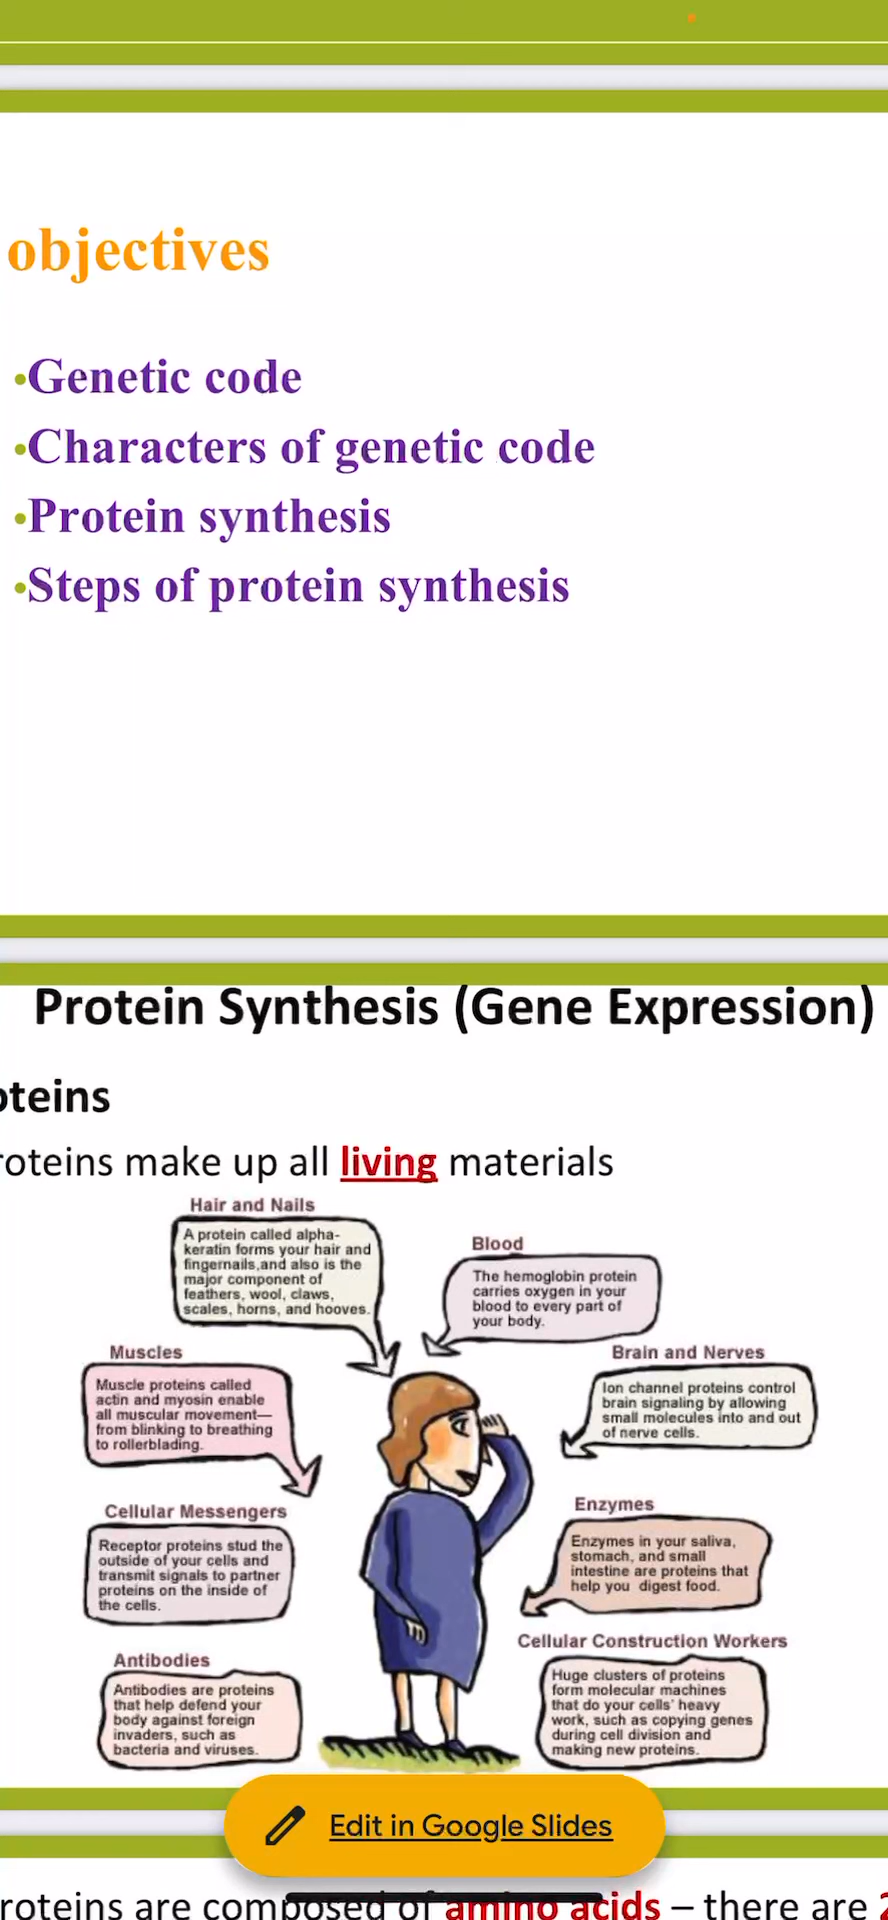 objectives
•Genetic code
•Characters of genetic code
•Protein synthesis
•Steps of protein synthesis
Protein Synthesis (Gene Expression)
oteins
roteins make up all living materials
Hair and Nails
A protein called alpha-
keratin forms your hair and
fingernails,and also is the
major component of
feathers, wool, claws,
scales, horns, and hooves.
Blood
The hemoglobin protein
carries oxygen in your
blood to every part of
your body.
Muscles
Muscle proteins called
actin and myosin enable
all muscular movement—
from blinking to breathing
to rollerblading.
Brain and Nerves
Ion channel proteins control
brain signaling by allowing
small molecules into and out
of nerve cells.
Cellular Messengers
Receptor proteins stud the
outside of your cells and
transmit signals to partner
proteins on the inside of
the cells.
Enzymes
Enzymes in your saliva,
stomach, and small
intestine are proteins that
help you digest food.
Antibodies
Antibodies are proteins
that help defend your
body against foreign
invaders, such as
bacteria and viruses.
Cellular Construction Workers
Huge clusters of proteins
form molecular machines
that do your cells' heavy
work, such as copying genes
during cell division and
making new proteins.
Edit in Google Slides
roteins are composed of amino acids – there are 2